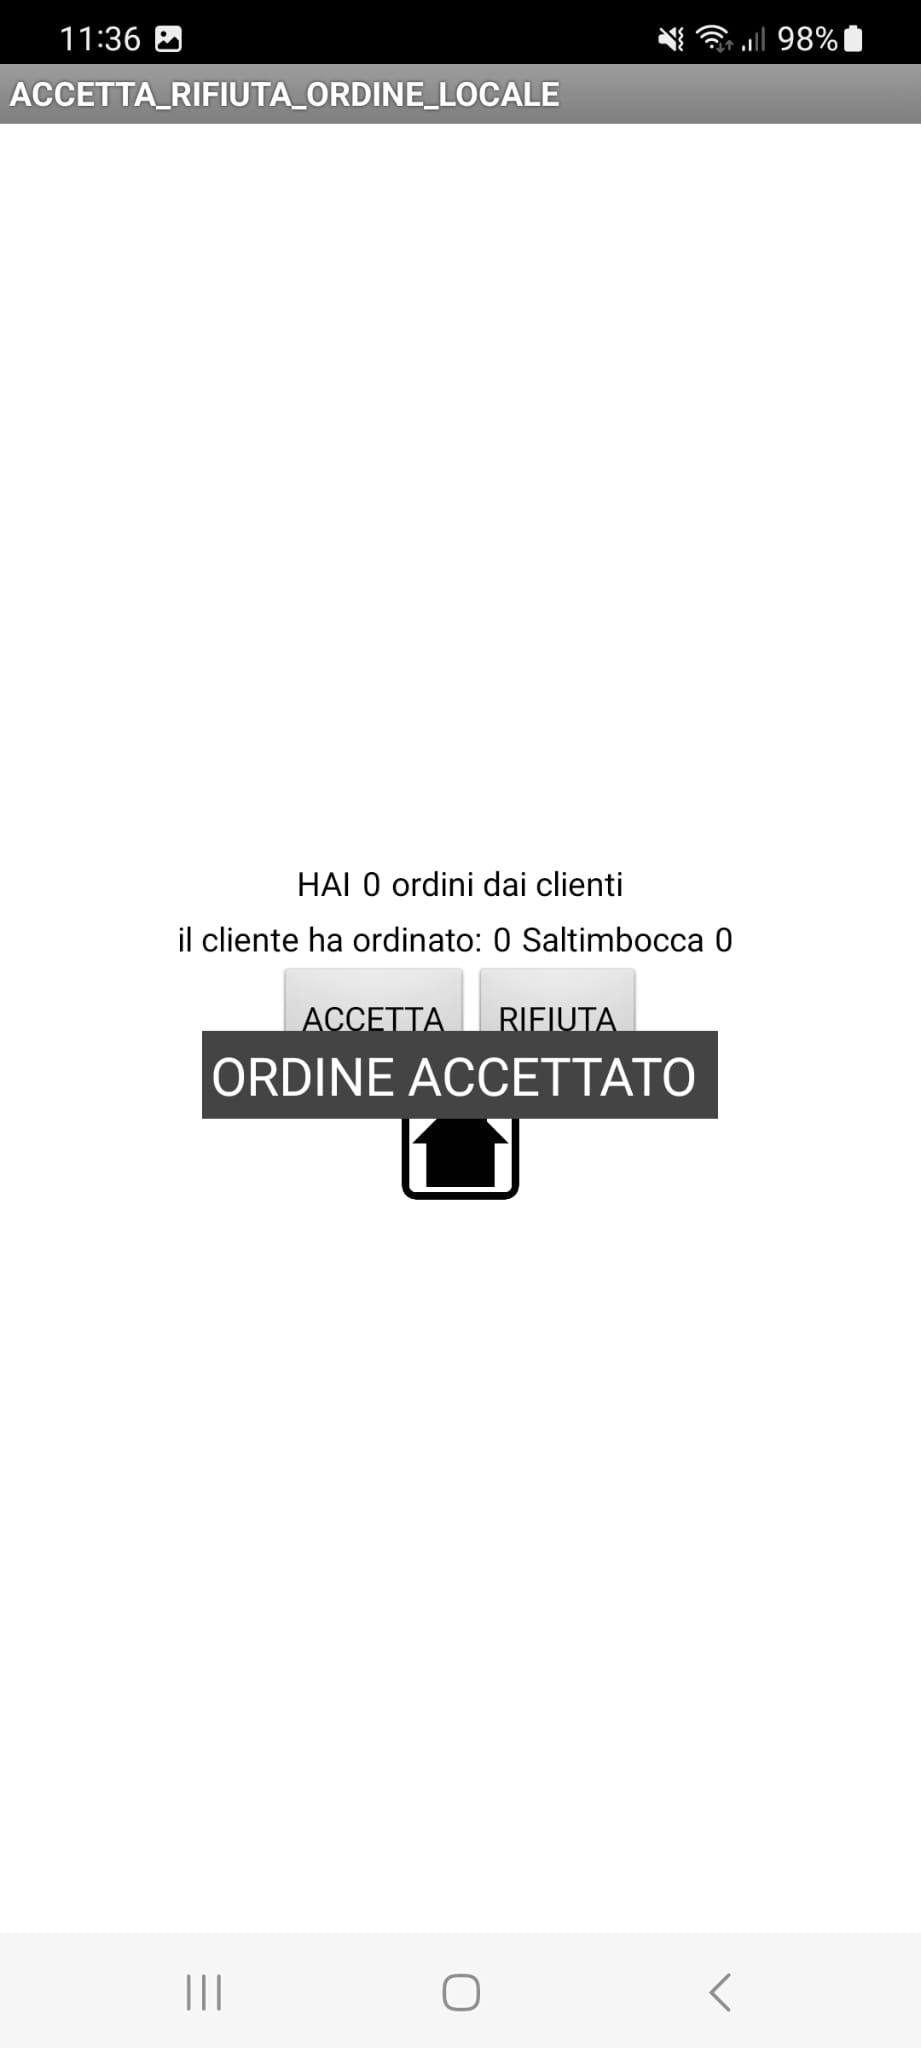 11:36 98%
ACCETTA_RIFIUTA_ORDINE_LOCALE
HAI 0 ordini dai clienti
il cliente ha ordinato: 0 Saltimbocca 0
ACCETTA RIFIUTA
ORDINE ACCETTATO